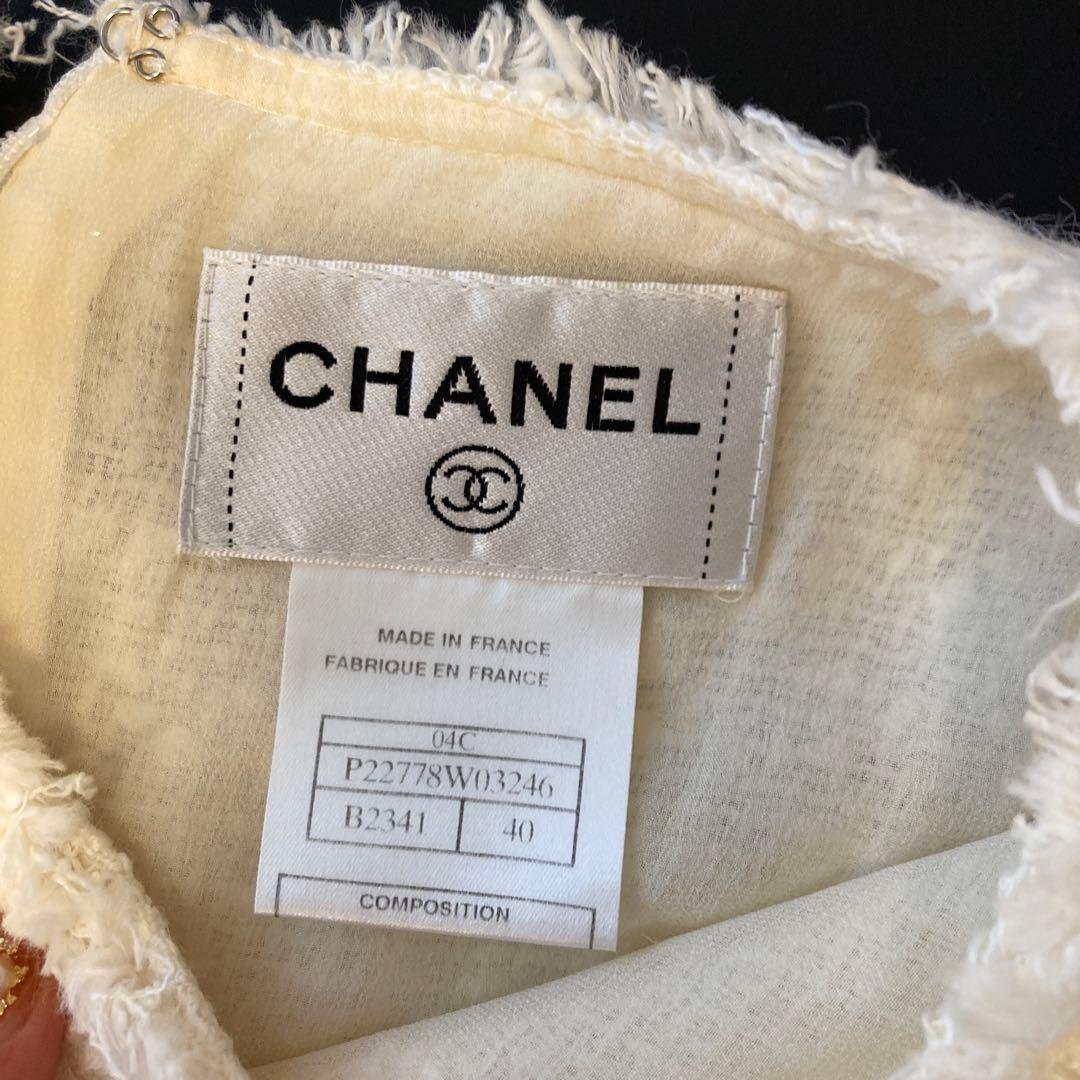 CHANEL
MADE IN FRANCE
FABRIQUE EN FRANCE
04C
P22778W03246
B2341 40
COMPOSITION